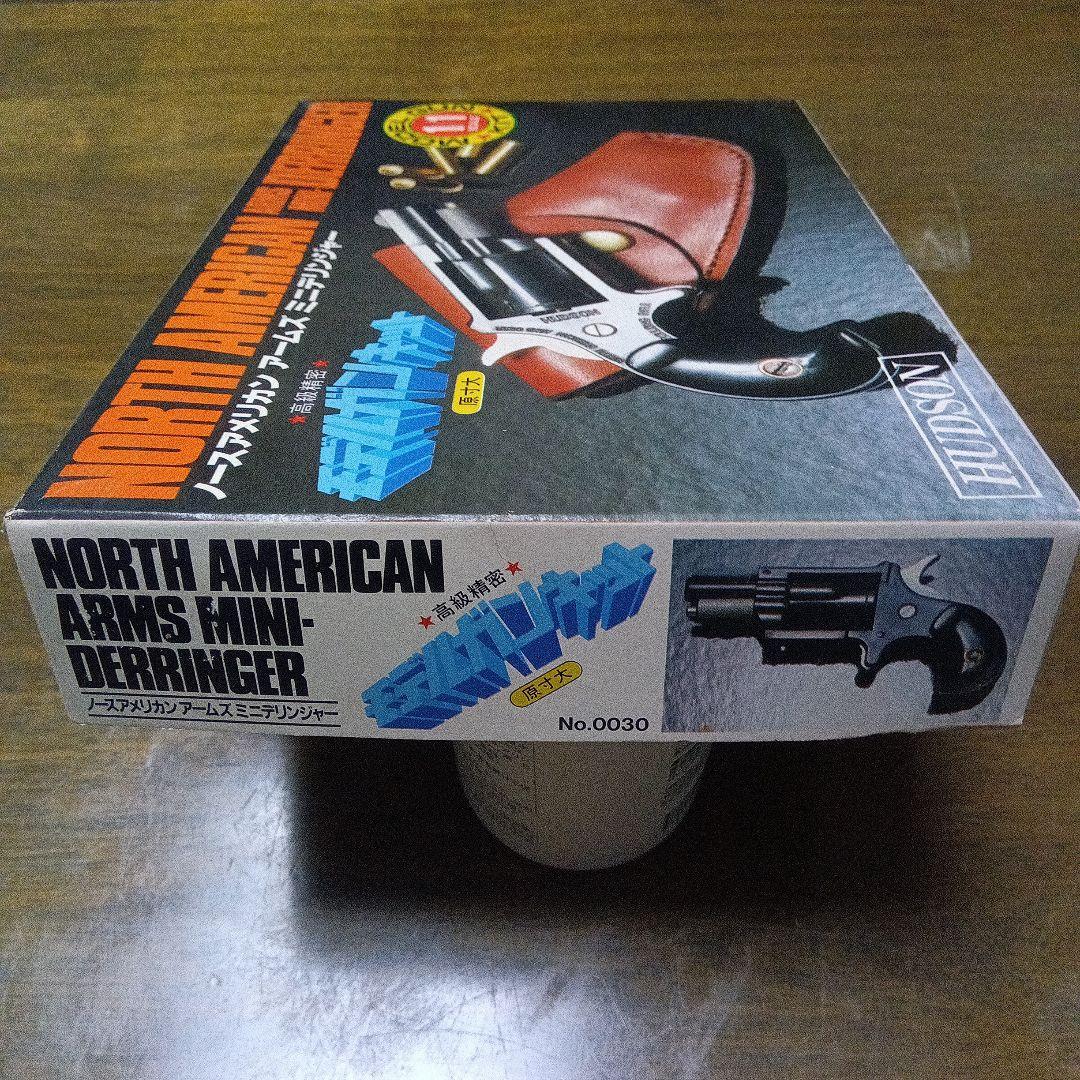 NORTH AMERICAN
DERRINGER
ノースアメリカン アームズ ミニデリンジャー
★高級精密★
モデルガンキット
原寸大
11
HUDSON
HUDSON
NORTH AMERICAN
ARMS MINI-
DERRINGER
ノースアメリカン アームズ ミニデリンジャー
★高級精密★
モデルガンキット
原寸大
No.0030